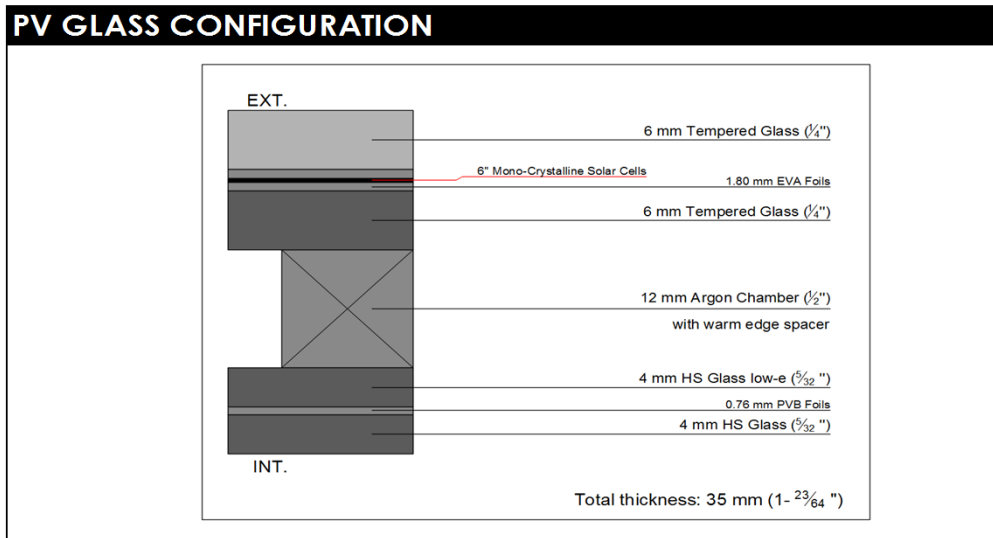 PV GLASS CONFIGURATION
EXT.
6 mm Tempered Glass (¼")
6" Mono-Crystalline Solar Cells
1.80 mm EVA Foils
6 mm Tempered Glass (¼")
12 mm Argon Chamber (½")
with warm edge spacer
4 mm HS Glass low-e (5⁄32 ")
0.76 mm PVB Foils
4 mm HS Glass (5⁄32 ")
INT.
Total thickness: 35 mm (1- 23⁄64 ")